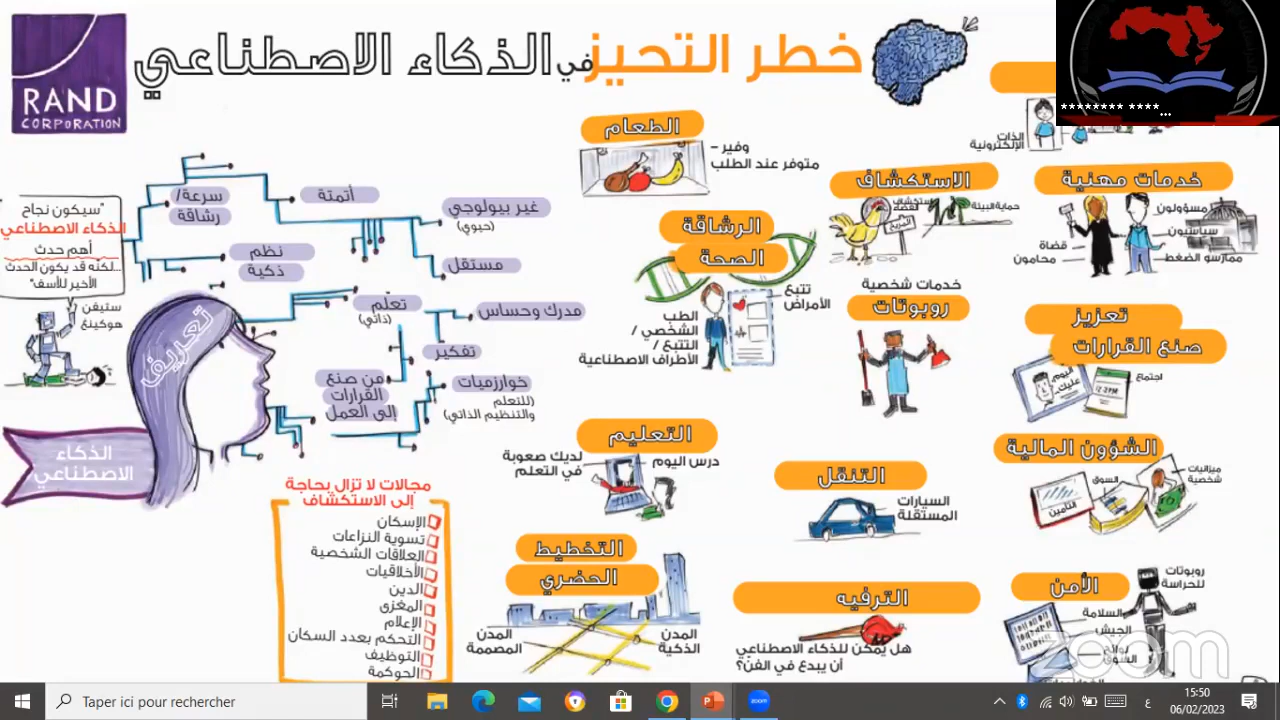 خطر التحيز في الذكاء الاصطناعي
RAND
CORPORATION
******** ****...
الذات
الإلكترونية
الطعام
وفير –
متوفر عند الطلب
الاستكشاف
استكشاف
الفضاء
المريخ
حماية البيئة
خدمات مهنية
مسؤولون
سياسيون
ممارسو الضغط
قضاة
محامون
الرشاقة
الصحة
تتبع
الأمراض
الطب
الشخصي /
التتبع /
الأطراف الاصطناعية
خدمات شخصية
روبوتات
تعزيز
صنع القرارات
اليوم
عليك
اجتماع
12-2PM
سرعة/
رشاقة
أتمتة
غير بيولوجي
(حيوي)
نظم
ذكية
مستقل
تعلّم
(ذاتي)
مدرك وحساس
تفكير
من صنع
القرارات
إلى العمل
خوارزميات
(للتعلم
والتنظيم الذاتي)
"سيكون نجاح
الذكاء الاصطناعي
أهم حدث
...لكنه قد يكون الحدث
الأخير للأسف"
ستيفن
هوكينغ
تعريف
الذكاء
الاصطناعي
التعليم
درس اليوم
لديك صعوبة
في التعلم
التنقل
السيارات
المستقلة
الشؤون المالية
ميزانيات
شخصية
السوق
التأمين
مجالات لا تزال بحاجة
إلى الاستكشاف
الإسكان
تسوية النزاعات
العلاقات الشخصية
الأخلاقيات
الدين
المغزى
الإعلام
التحكم بعدد السكان
التوظيف
الحوكمة
التخطيط
الحضري
المدن
الذكية
المدن
المصممة
الترفيه
هل يمكن للذكاء الاصطناعي
أن يبدع في الفن؟
الأمن
روبوتات
للحراسة
السلامة
الجيش
zoom
Taper ici pour rechercher
ع
15:50
06/02/2023